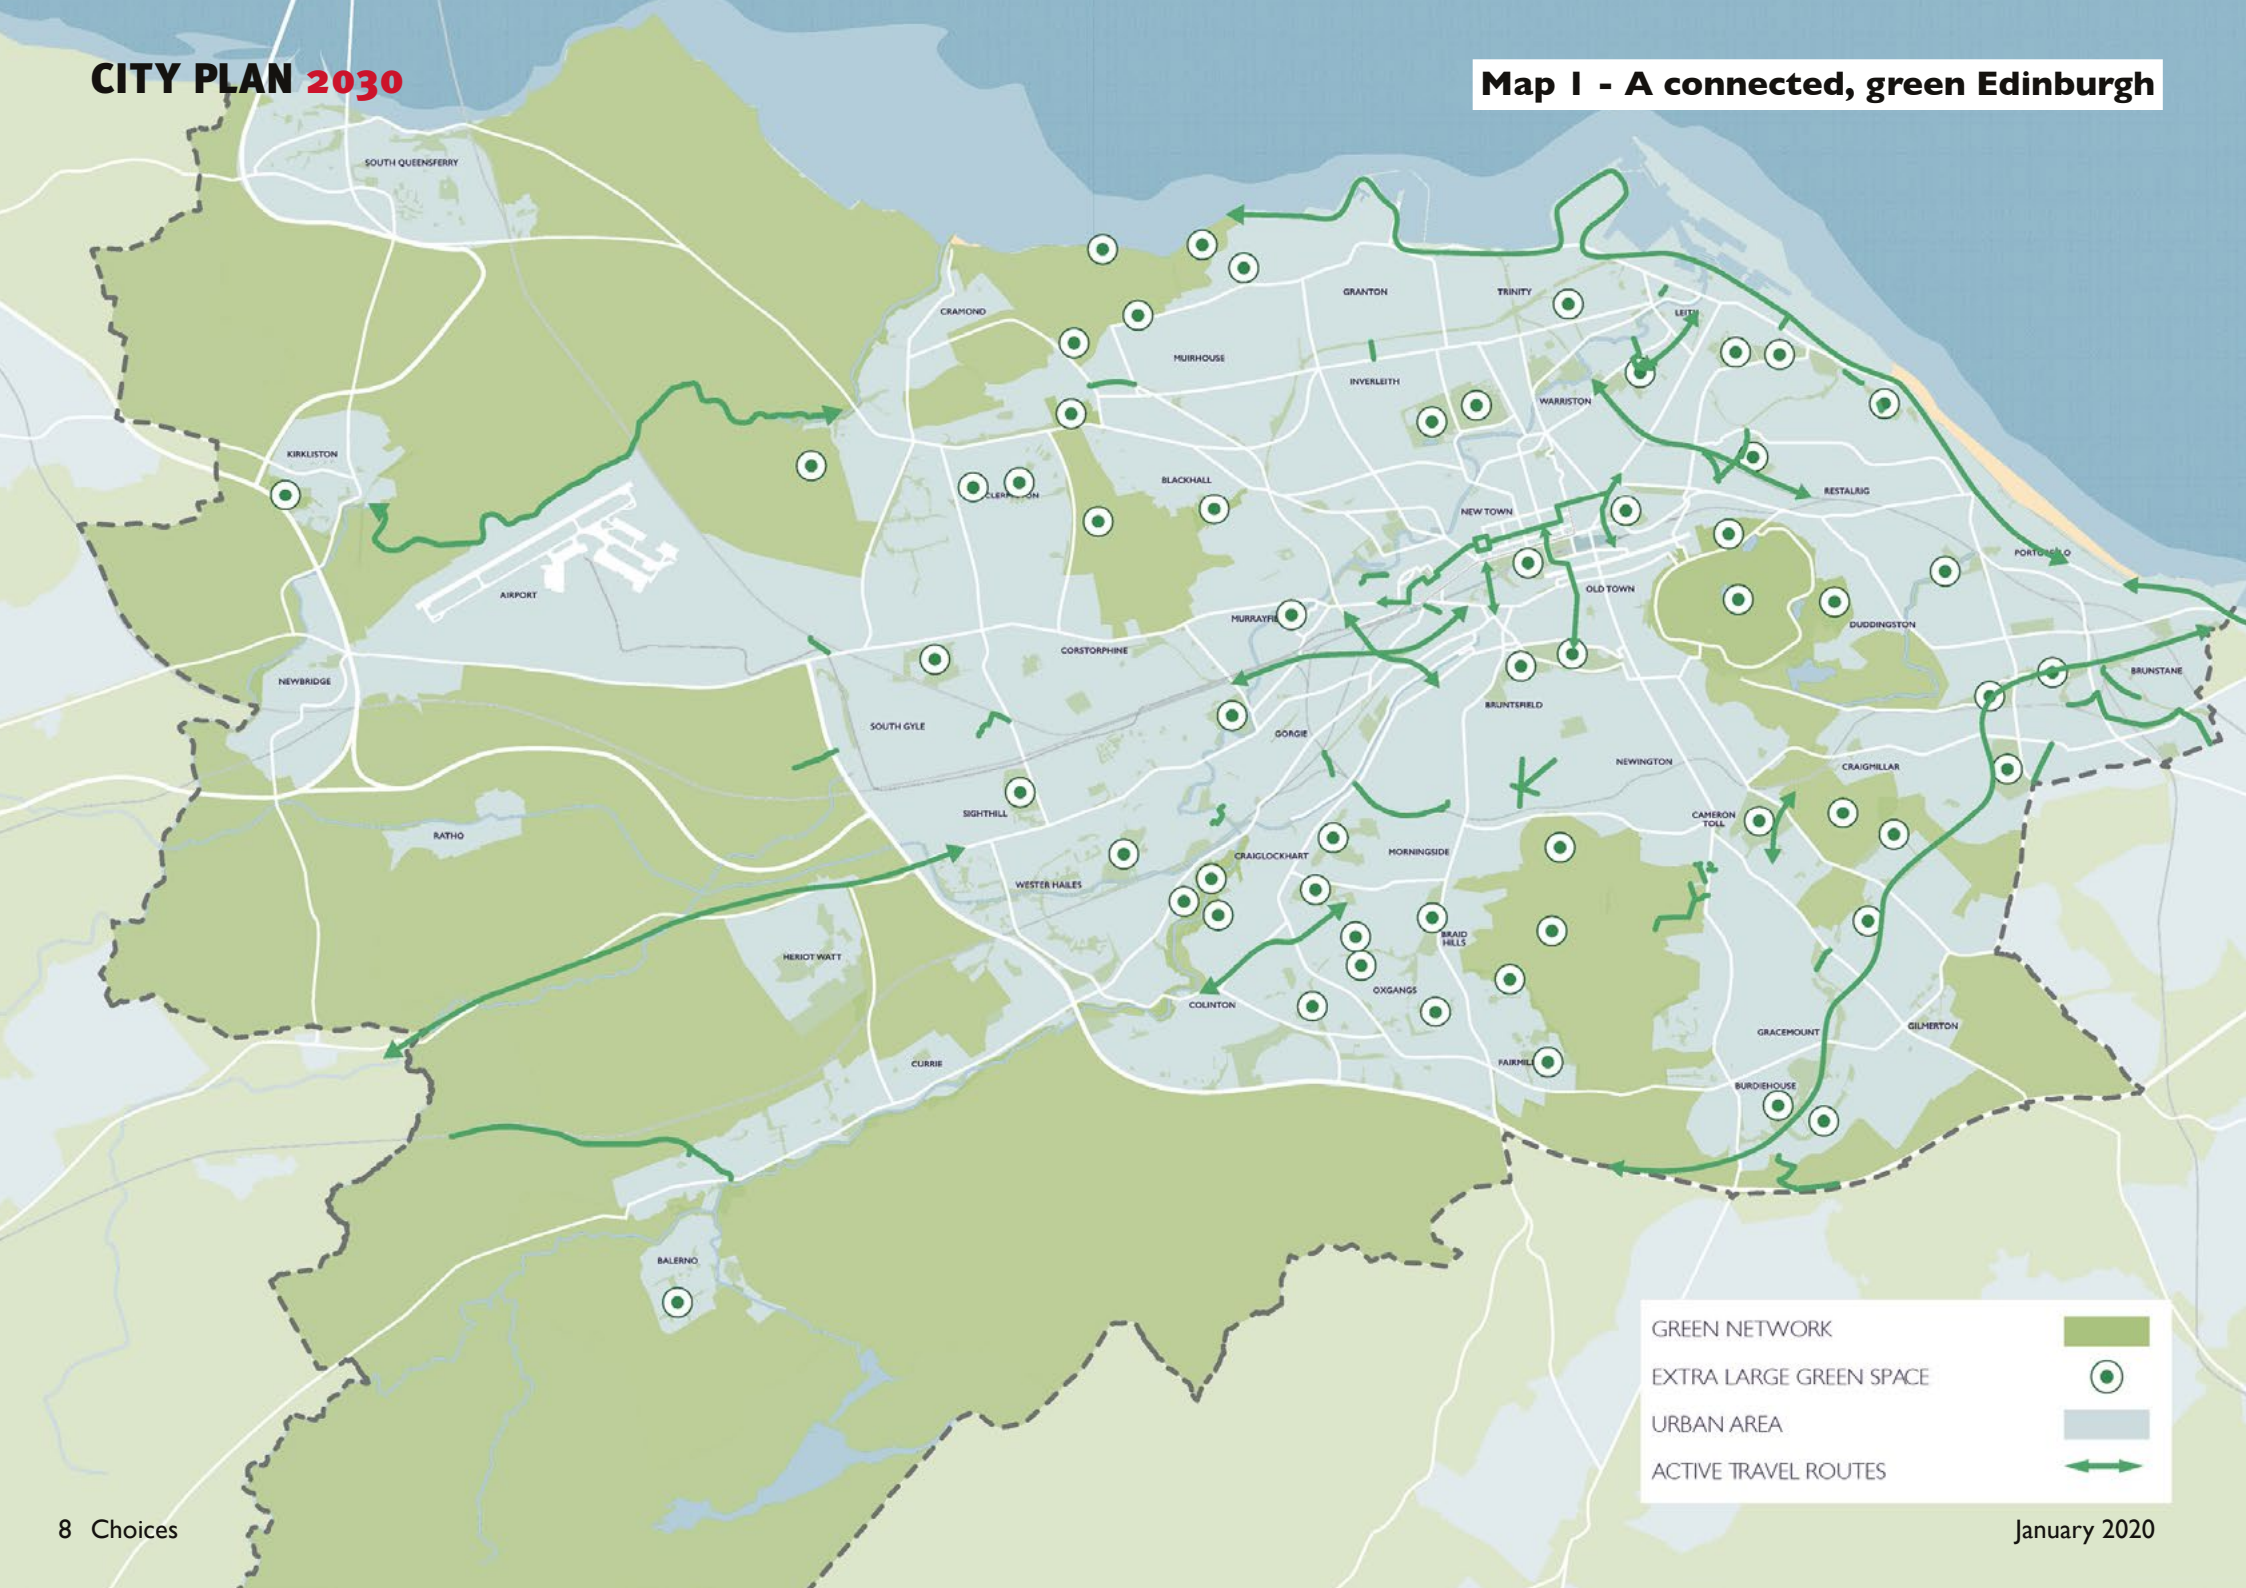 CITY PLAN 2030
Map 1 - A connected, green Edinburgh
SOUTH QUEENSFERRY
GRANTON
TRINITY
CRAMOND
LEITH
MUIRHOUSE
INVERLEITH
WARRISTON
KIRKLISTON
BLACKHALL
RESTALRIG
NEW TOWN
AIRPORT
OLD TOWN
MURRAYFI
DUDDINGSTON
CORSTORPHINE
NEWBRIDGE
BRUNSTANE
BRUNTSFIELD
SOUTH GYLE
GORGIE
NEWINGTON
CRAIGMILLAR
SIGHTHILL
CAMERON
TOLL
RATHO
CRAIGLOCKHART
MORNINGSIDE
WESTER HAILES
BRAID
HILLS
HERIOT WATT
OXGANGS
COLINTON
GRACEMOUNT
GILMERTON
CURRIE
FAIRMIL
BURDIEHOUSE
BALERNO
GREEN NETWORK
EXTRA LARGE GREEN SPACE
URBAN AREA
ACTIVE TRAVEL ROUTES
8 Choices
January 2020